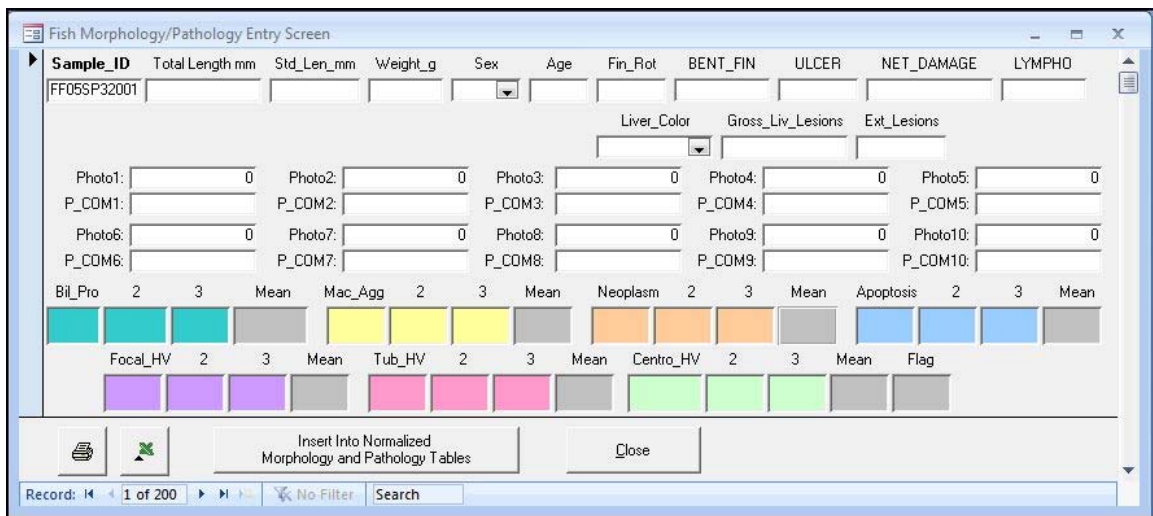 Fish Morphology/Pathology Entry Screen
Sample_ID Total Length mm Std_Len_mm Weight_g Sex Age Fin_Rot BENT_FIN ULCER NET_DAMAGE LYMPHO
FF05SP32001
Liver_Color Gross_Liv_Lesions Ext_Lesions
Photo1: 0 Photo2: 0 Photo3: 0 Photo4: 0 Photo5: 0
P_COM1: P_COM2: P_COM3: P_COM4: P_COM5:
Photo6: 0 Photo7: 0 Photo8: 0 Photo9: 0 Photo10: 0
P_COM6: P_COM7: P_COM8: P_COM9: P_COM10:
Bil_Pro 2 3 Mean Mac_Agg 2 3 Mean Neoplasm 2 3 Mean Apoptosis 2 3 Mean
Focal_HV 2 3 Mean Tub_HV 2 3 Mean Centro_HV 2 3 Mean Flag
Insert Into Normalized
Morphology and Pathology Tables
Close
Record: 1 of 200 No Filter Search